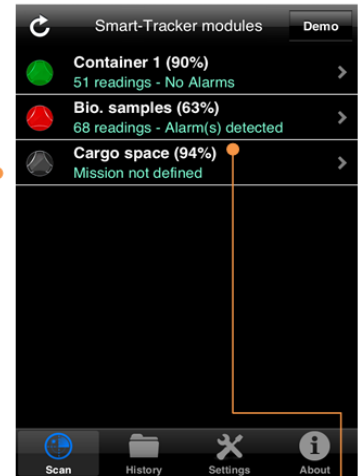 Smart-Tracker modules
Demo
Container 1 (90%)
51 readings - No Alarms
Bio. samples (63%)
68 readings - Alarm(s) detected
Cargo space (94%)
Mission not defined
Scan
History
Settings
About